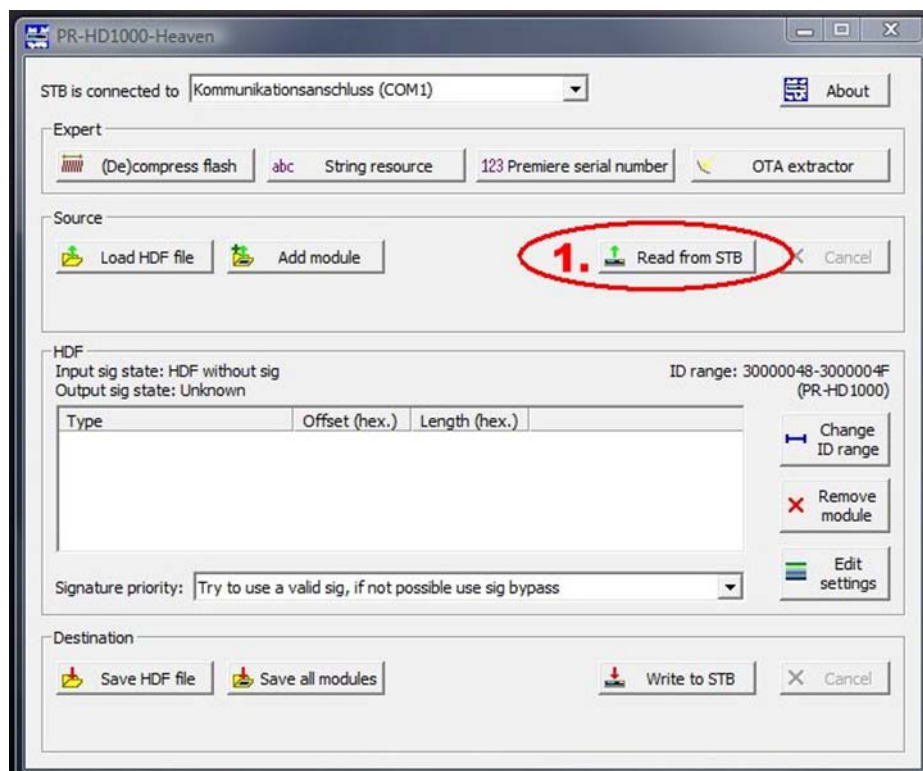 PR-HD1000-Heaven
STB is connected to Kommunikationsanschluss (COM1) About
Expert
(De)compress flash abc String resource 123 Premiere serial number OTA extractor
Source
Load HDF file Add module 1. Read from STB Cancel
HDF
Input sig state: HDF without sig ID range: 30000048-3000004F
Output sig state: Unknown (PR-HD1000)
Type Offset (hex.) Length (hex.)
Change
ID range
Remove
module
Edit
settings
Signature priority: Try to use a valid sig, if not possible use sig bypass
Destination
Save HDF file Save all modules Write to STB Cancel